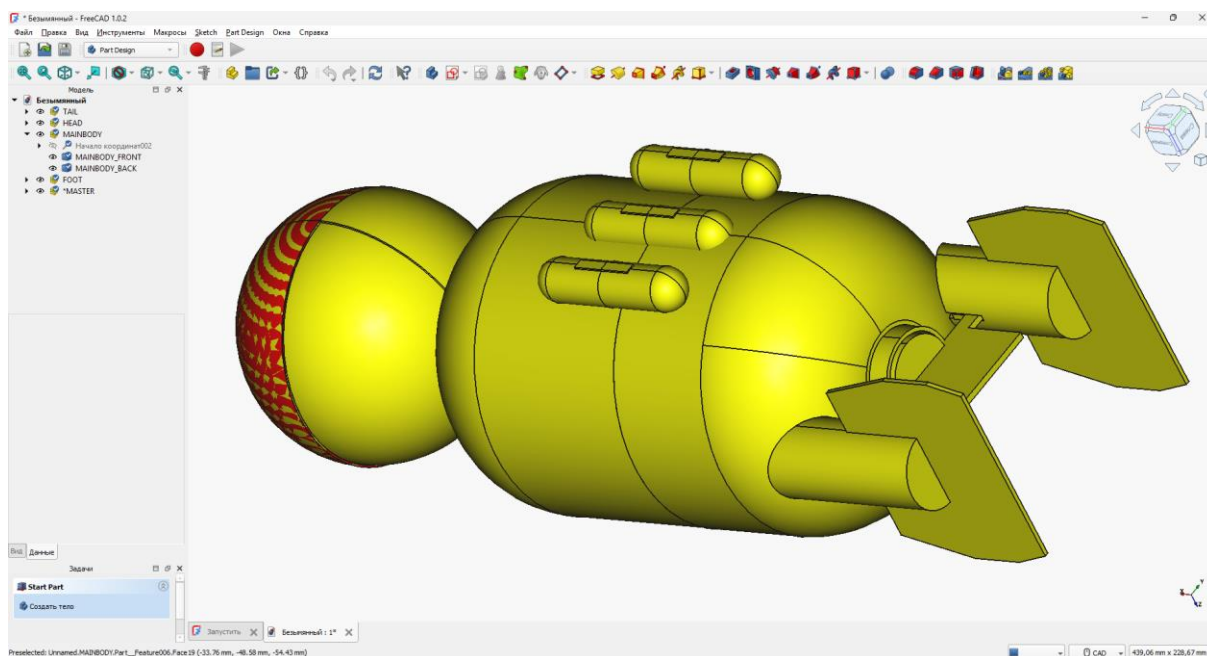 * Безымянный - FreeCAD 1.0.2
Файл Правка Вид Инструменты Макросы Sketch Part Design Окна Справка
Part Design
Модель
Безымянный
TAIL
HEAD
MAINBODY
Начало координат002
MAINBODY_FRONT
MAINBODY_BACK
FOOT
*MASTER
Вид Данные
Задачи
Start Part
Создать тело
Запустить
Безымянный : 1*
Preselected: Unnamed.MAINBODY.Part__Feature006.Face19 (-33.76 mm, -48.58 mm, -54.43 mm)
CAD
439,06 mm x 228,67 mm